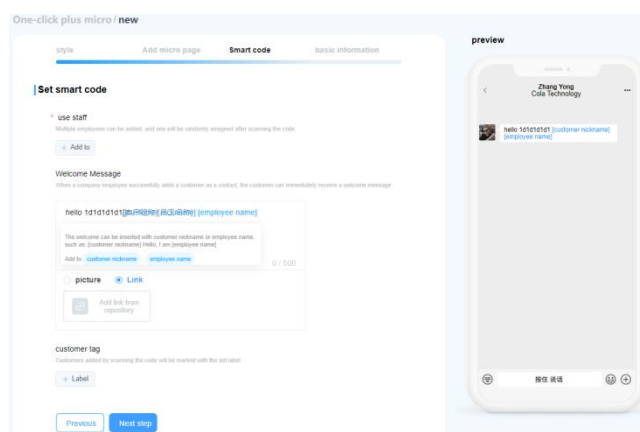 One-click plus micro/new
style
Add micro page
Smart code
basic information
Set smart code
* use staff
Multiple employees can be added, and one will be randomly assigned after scanning the code
+ Add to
Welcome Message
When a company employee successfully adds a customer as a contact, the customer can immediately receive a welcome message
hello 1d1d1d1d1 [employee name]
The welcome can be inserted with customer nickname or employee name,
such as: [customer nickname] Hello, I am [employee name]
Add to customer nickname employee name
0 / 500
picture
Link
Add link from
repository
customer tag
Customers added by scanning the code will be marked with the set label
+ Label
Previous
Next step
preview
Zhang Yong
Cola Technology
hello 1d1d1d1d1 [customer nickname]
[employee name]
按住 说话